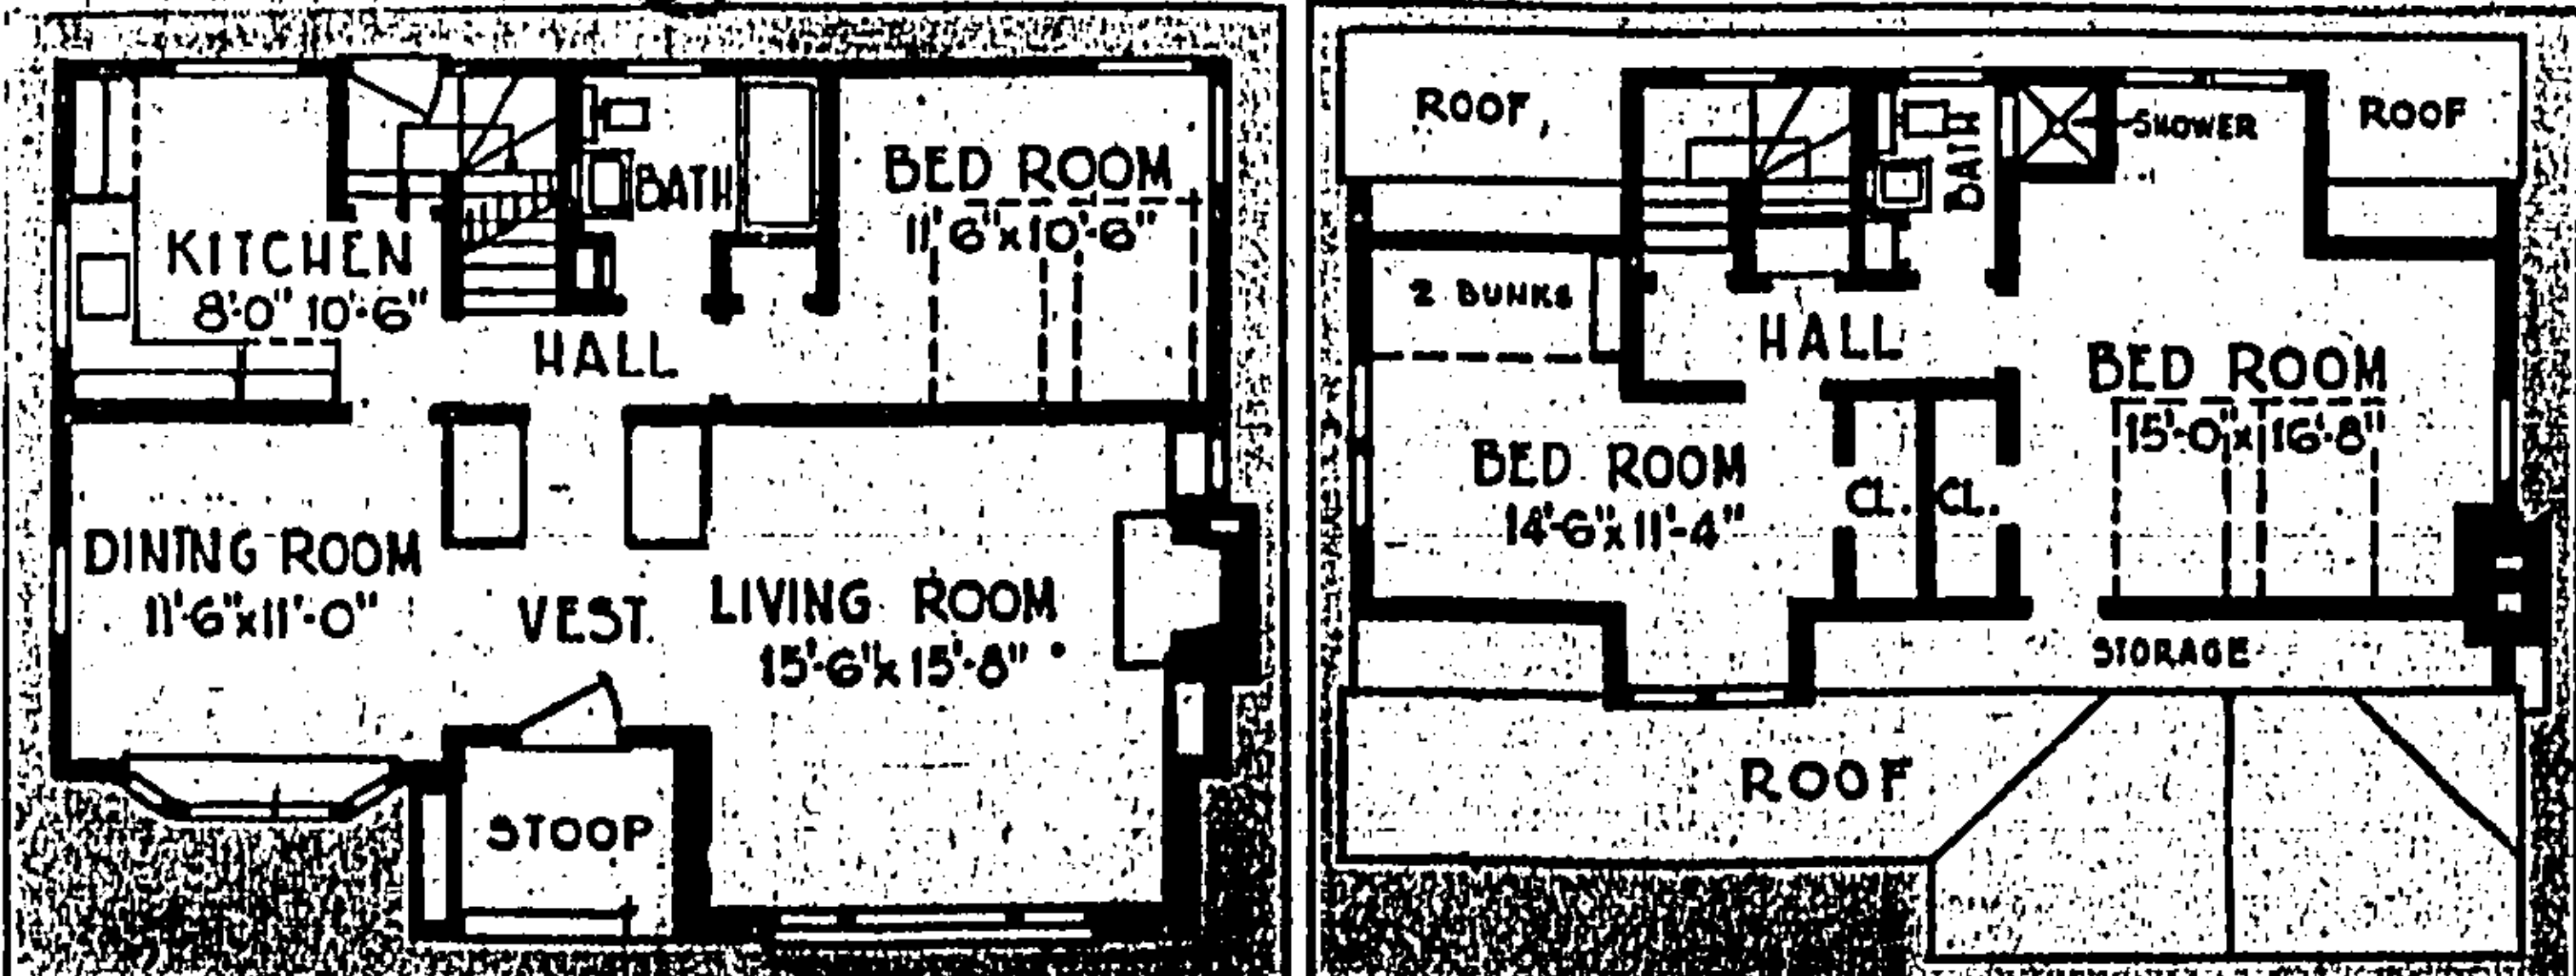 KITCHEN
8'-0" 10'-6"
BATH
BED ROOM
11'6"x10'-6"
HALL
DINING ROOM
11'-6"x11'-0"
VEST.
LIVING ROOM
15'-6"x15'-8"
STOOP
ROOF
BATH
SHOWER
ROOF
2 BUNKS
HALL
BED ROOM
15'-0"x16'-8"
BED ROOM
14'-6"x11'-4"
CL. CL.
STORAGE
ROOF